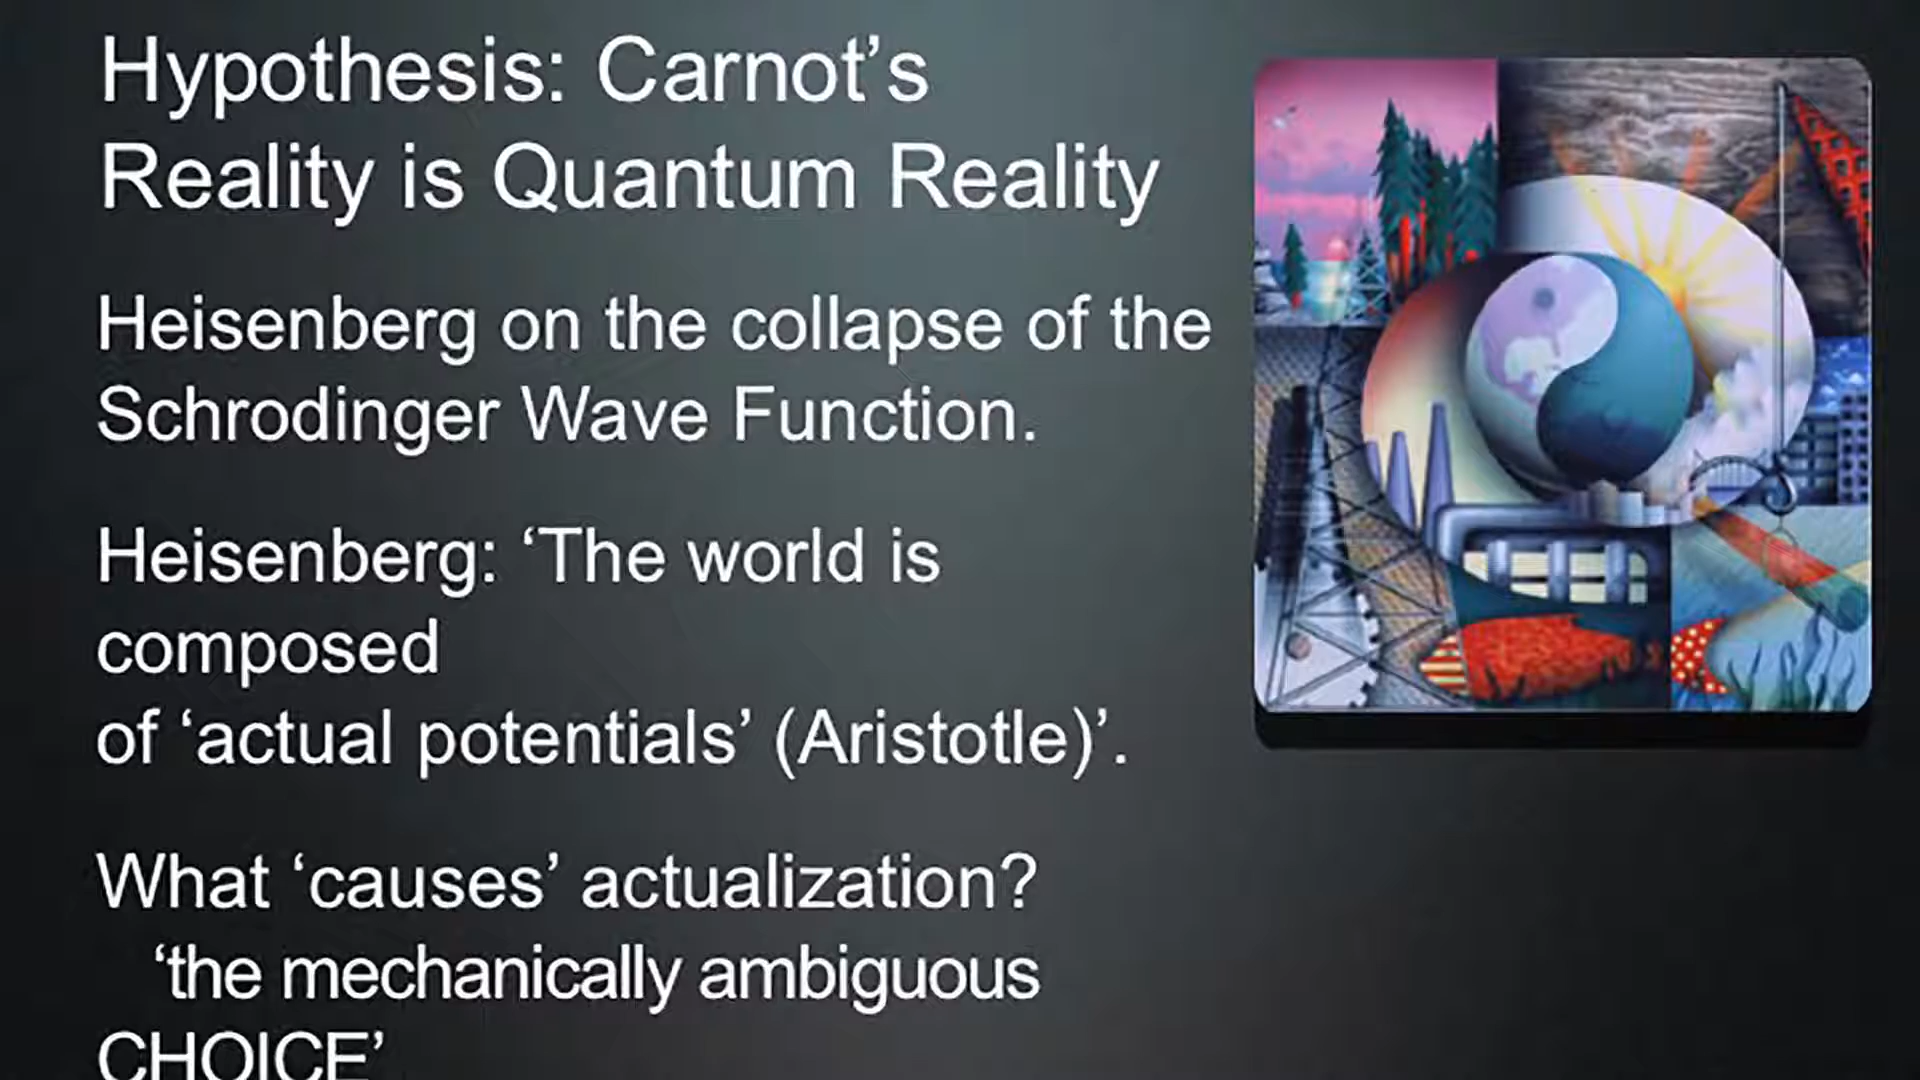 Hypothesis: Carnot’s
Reality is Quantum Reality
Heisenberg on the collapse of the
Schrodinger Wave Function.
Heisenberg: ‘The world is
composed
of ‘actual potentials’ (Aristotle)’.
What ‘causes’ actualization?
‘the mechanically ambiguous
CHOICE’